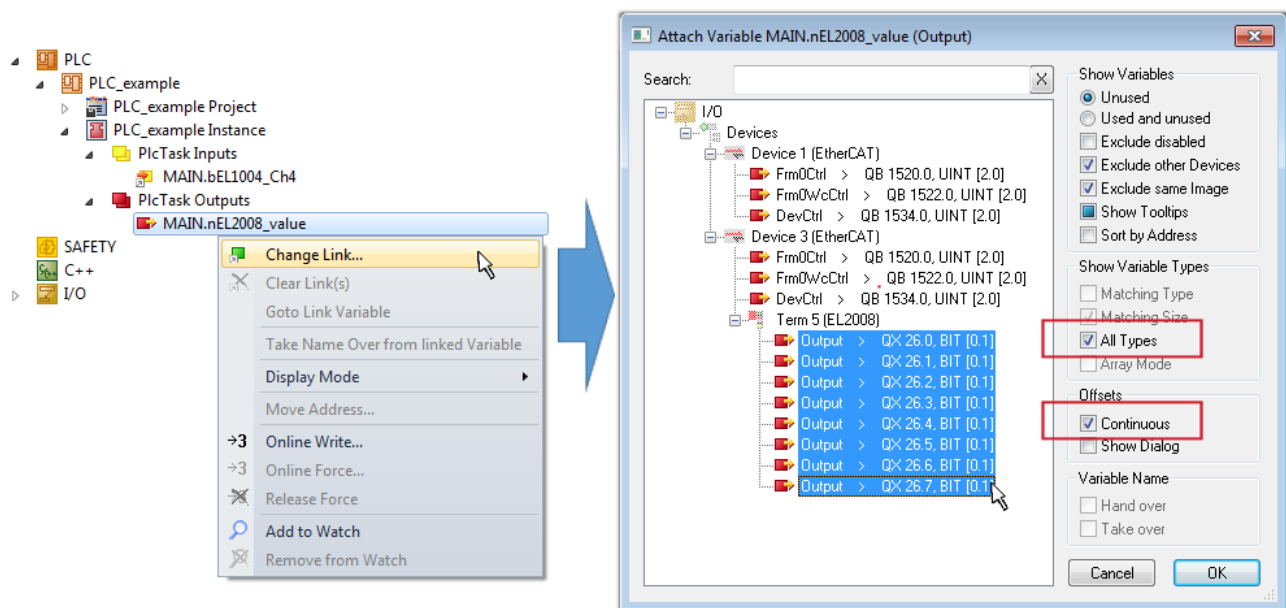 PLC
PLC_example
PLC_example Project
PLC_example Instance
PlcTask Inputs
MAIN.bEL1004_Ch4
PlcTask Outputs
MAIN.nEL2008_value
SAFETY
C++
I/O
Change Link...
Clear Link(s)
Goto Link Variable
Take Name Over from linked Variable
Display Mode
Move Address...
Online Write...
Online Force...
Release Force
Add to Watch
Remove from Watch
Attach Variable MAIN.nEL2008_value (Output)
Search:
I/O
Devices
Device 1 (EtherCAT)
Frm0Ctrl > QB 1520.0, UINT [2.0]
Frm0WcCtrl > QB 1522.0, UINT [2.0]
DevCtrl > QB 1534.0, UINT [2.0]
Device 3 (EtherCAT)
Frm0Ctrl > QB 1520.0, UINT [2.0]
Frm0WcCtrl > QB 1522.0, UINT [2.0]
DevCtrl > QB 1534.0, UINT [2.0]
Term 5 (EL2008)
Output > QX 26.0, BIT [0.1]
Output > QX 26.1, BIT [0.1]
Output > QX 26.2, BIT [0.1]
Output > QX 26.3, BIT [0.1]
Output > QX 26.4, BIT [0.1]
Output > QX 26.5, BIT [0.1]
Output > QX 26.6, BIT [0.1]
Output > QX 26.7, BIT [0.1]
Show Variables
Unused
Used and unused
Exclude disabled
Exclude other Devices
Exclude same Image
Show Tooltips
Sort by Address
Show Variable Types
Matching Type
Matching Size
All Types
Array Mode
Offsets
Continuous
Show Dialog
Variable Name
Hand over
Take over
Cancel
OK